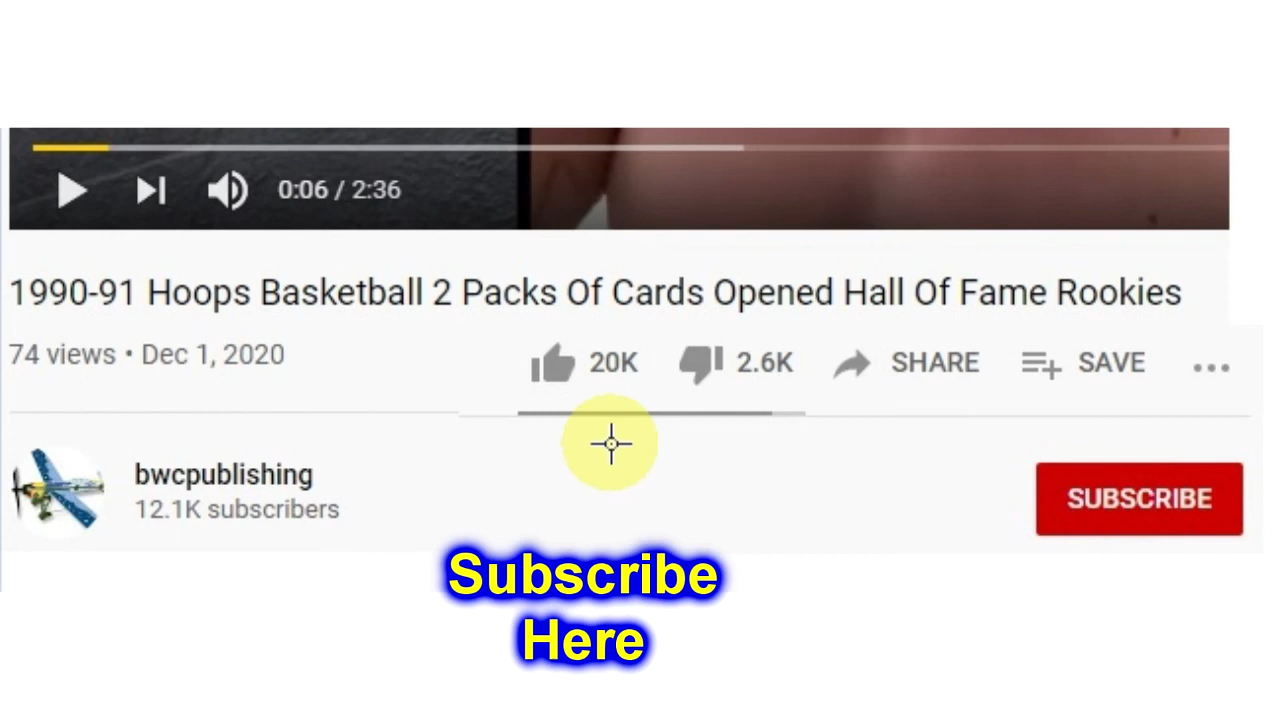 0:06 / 2:36
1990-91 Hoops Basketball 2 Packs Of Cards Opened Hall Of Fame Rookies
74 views • Dec 1, 2020
20K 2.6K SHARE SAVE
bwcpublishing
12.1K subscribers
SUBSCRIBE
Subscribe
Here